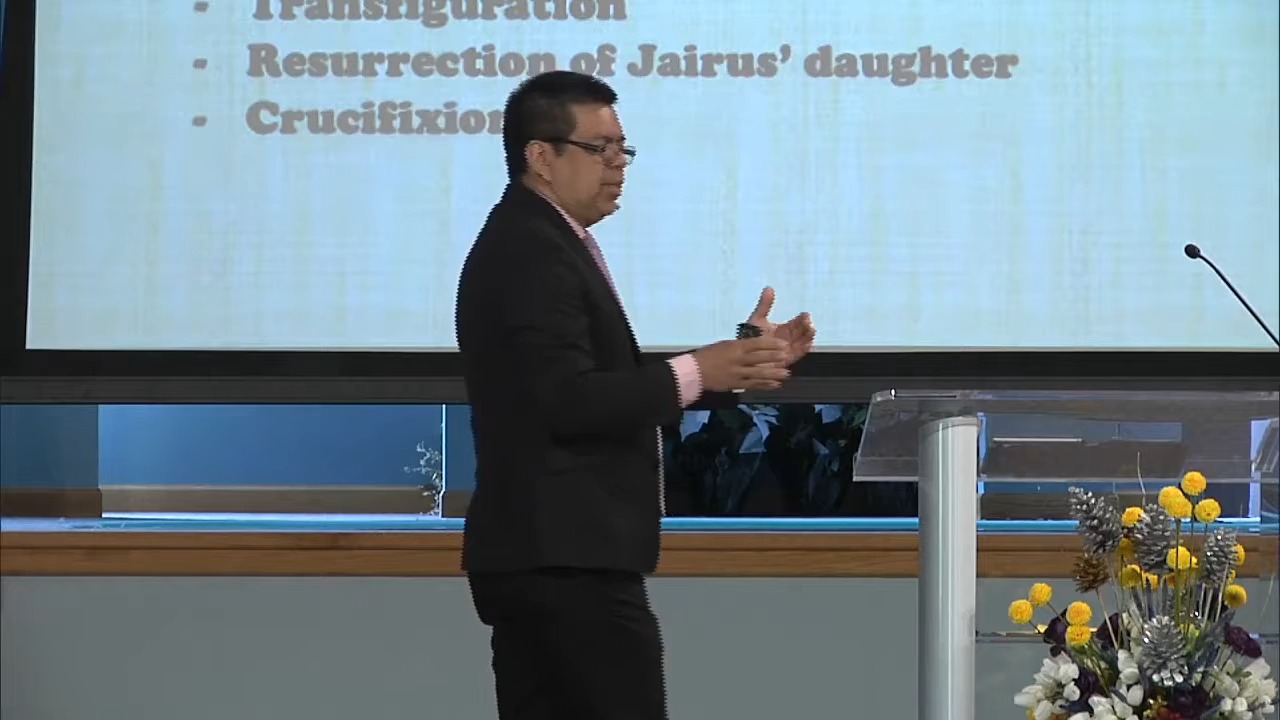 - Transfiguration
- Resurrection of Jairus’ daughter
- Crucifixion